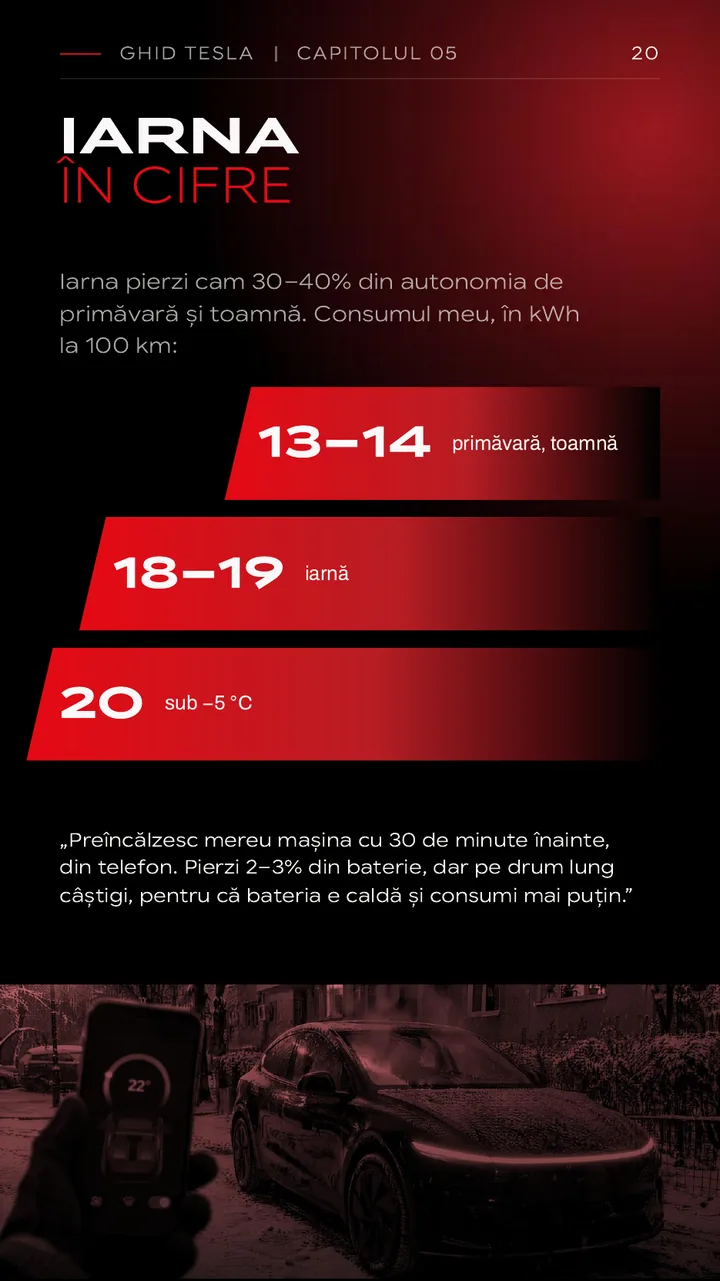 GHID TESLA | CAPITOLUL 05 20
IARNA
ÎN CIFRE
Iarna pierzi cam 30–40% din autonomia de
primăvară și toamnă. Consumul meu, în kWh
la 100 km:
13–14 primăvară, toamnă
18–19 iarnă
20 sub –5 °C
„Preîncălzesc mereu mașina cu 30 de minute înainte,
din telefon. Pierzi 2–3% din baterie, dar pe drum lung
câștigi, pentru că bateria e caldă și consumi mai puțin.”
22°